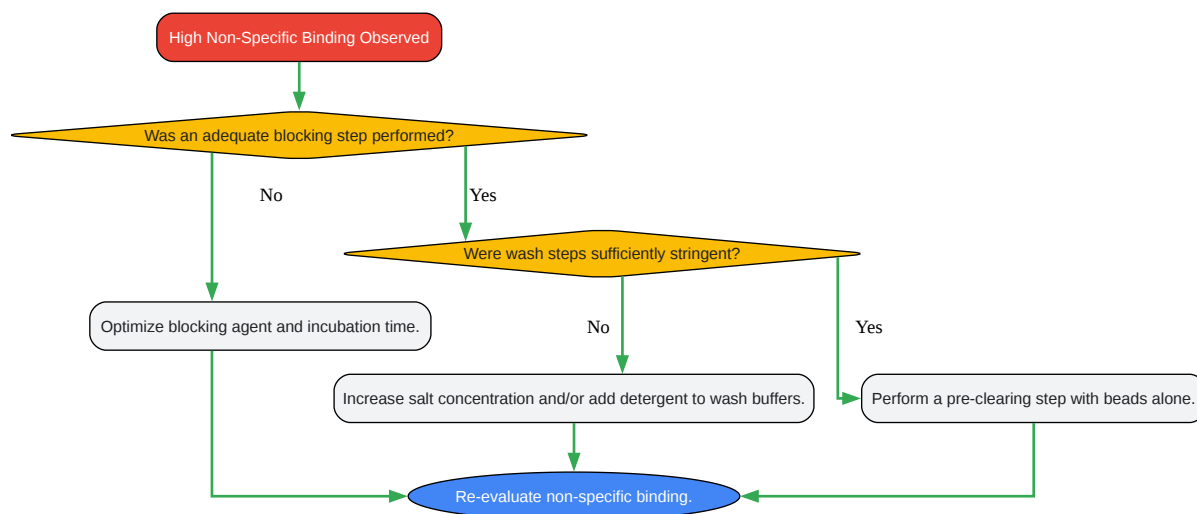 High Non-Specific Binding Observed
Was an adequate blocking step performed?
No
Yes
Were wash steps sufficiently stringent?
Optimize blocking agent and incubation time.
No
Yes
Increase salt concentration and/or add detergent to wash buffers.
Perform a pre-clearing step with beads alone.
Re-evaluate non-specific binding.